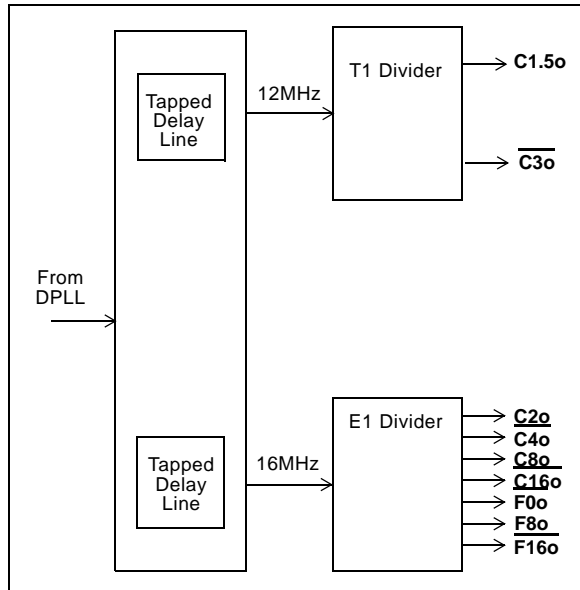 T1 Divider
C1.5o
12MHz
Tapped
Delay
Line
C3o
From
DPLL
E1 Divider
C2o
C4o
C8o
C16o
F0o
F8o
F16o
Tapped
Delay
Line
16MHz